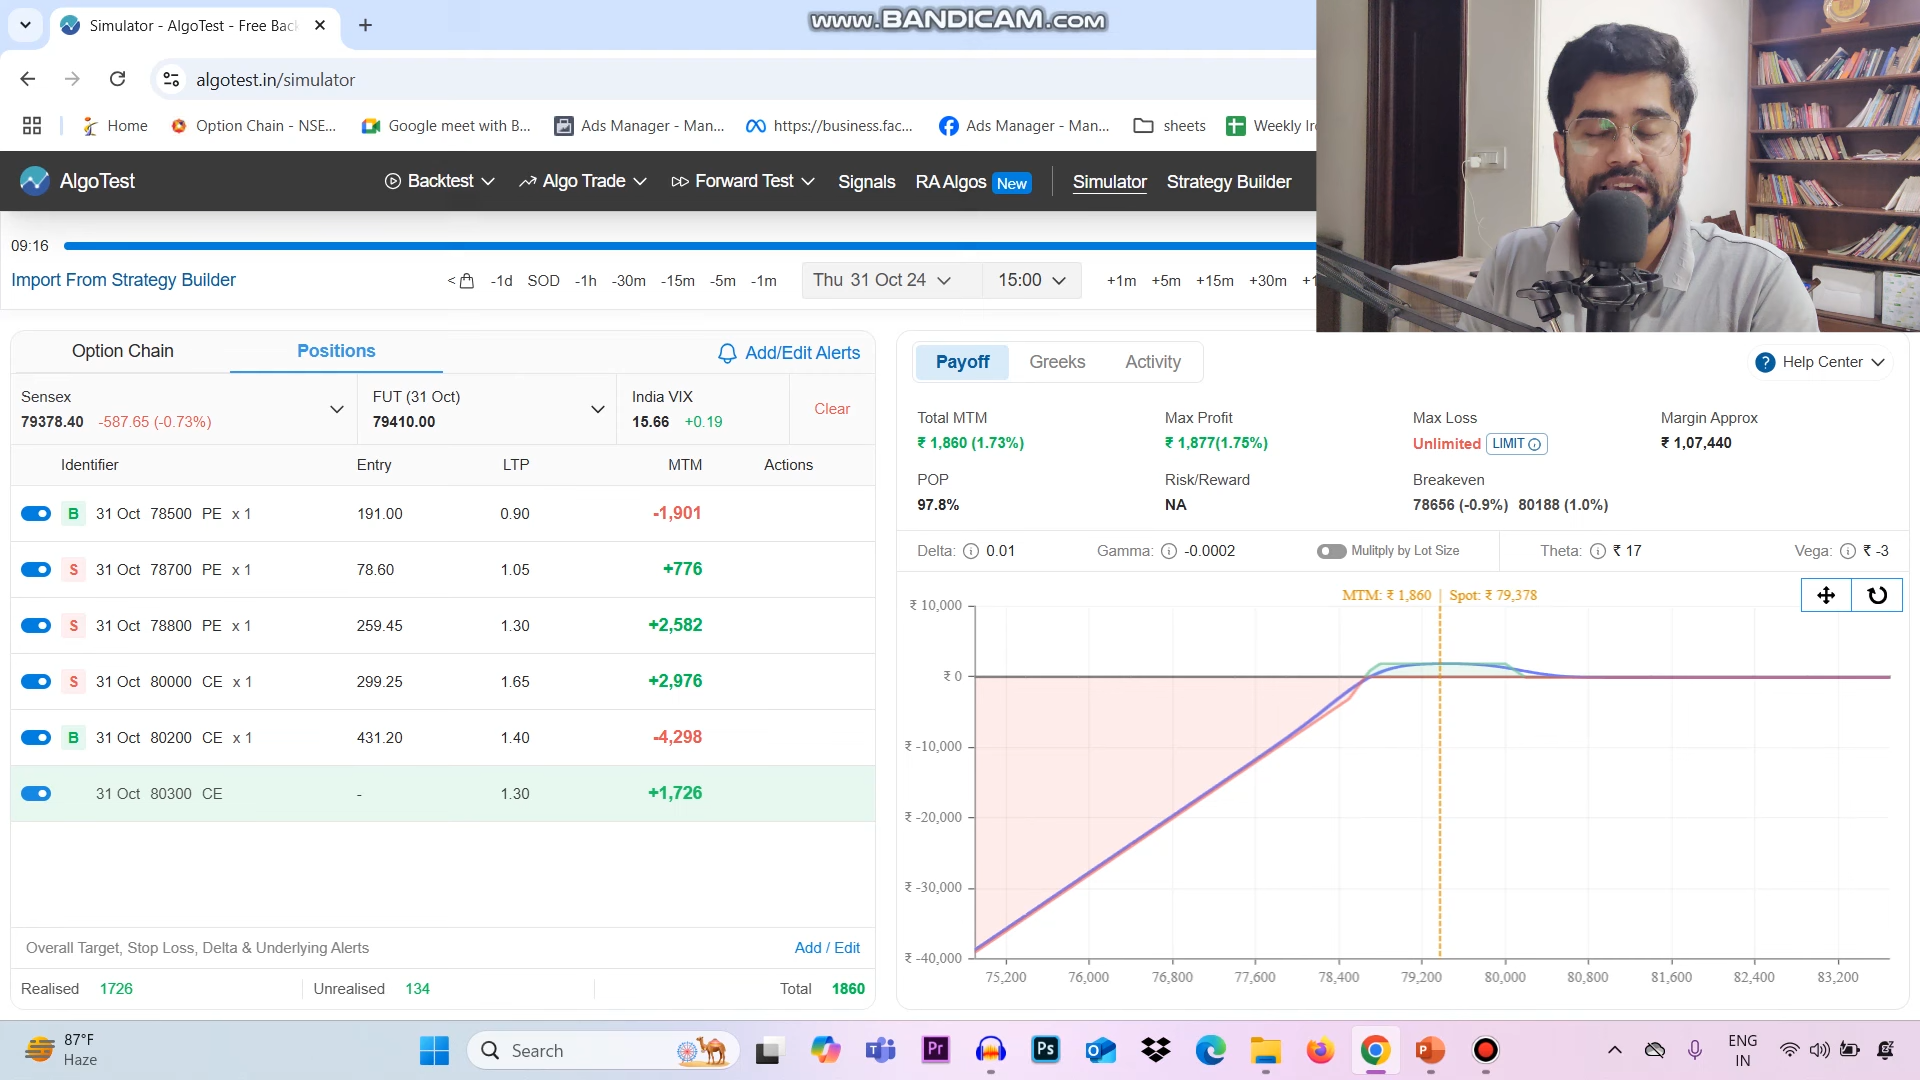 Simulator - AlgoTest - Free Back
www.BANDICAM.com
algotest.in/simulator
Home
Option Chain - NSE...
Google meet with B...
Ads Manager - Man...
https://business.fac...
Ads Manager - Man...
sheets
Weekly Iro
AlgoTest
Backtest
Algo Trade
Forward Test
Signals
RA Algos New
Simulator
Strategy Builder
09:16
Import From Strategy Builder
< -1d SOD -1h -30m -15m -5m -1m
Thu 31 Oct 24
15:00
+1m +5m +15m +30m +1
Option Chain
Positions
Add/Edit Alerts
Sensex
79378.40 -587.65 (-0.73%)
FUT (31 Oct)
79410.00
India VIX
15.66 +0.19
Clear
Identifier Entry LTP MTM Actions
B 31 Oct 78500 PE x 1 191.00 0.90 -1,901
S 31 Oct 78700 PE x 1 78.60 1.05 +776
S 31 Oct 78800 PE x 1 259.45 1.30 +2,582
S 31 Oct 80000 CE x 1 299.25 1.65 +2,976
B 31 Oct 80200 CE x 1 431.20 1.40 -4,298
31 Oct 80300 CE - 1.30 +1,726
Overall Target, Stop Loss, Delta & Underlying Alerts
Add / Edit
Realised 1726
Unrealised 134
Total 1860
Payoff
Greeks
Activity
? Help Center
Total MTM
₹ 1,860 (1.73%)
Max Profit
₹ 1,877(1.75%)
Max Loss
Unlimited LIMIT
Margin Approx
₹ 1,07,440
POP
97.8%
Risk/Reward
NA
Breakeven
78656 (-0.9%) 80188 (1.0%)
Delta: 0.01
Gamma: -0.0002
Mulitply by Lot Size
Theta: ₹ 17
Vega: ₹ -3
MTM: ₹ 1,860 | Spot: ₹ 79,378
₹ 10,000
₹ 0
₹ -10,000
₹ -20,000
₹ -30,000
₹ -40,000
75,200 76,000 76,800 77,600 78,400 79,200 80,000 80,800 81,600 82,400 83,200
87°F
Haze
Search
Pr
Ps
ENG
IN